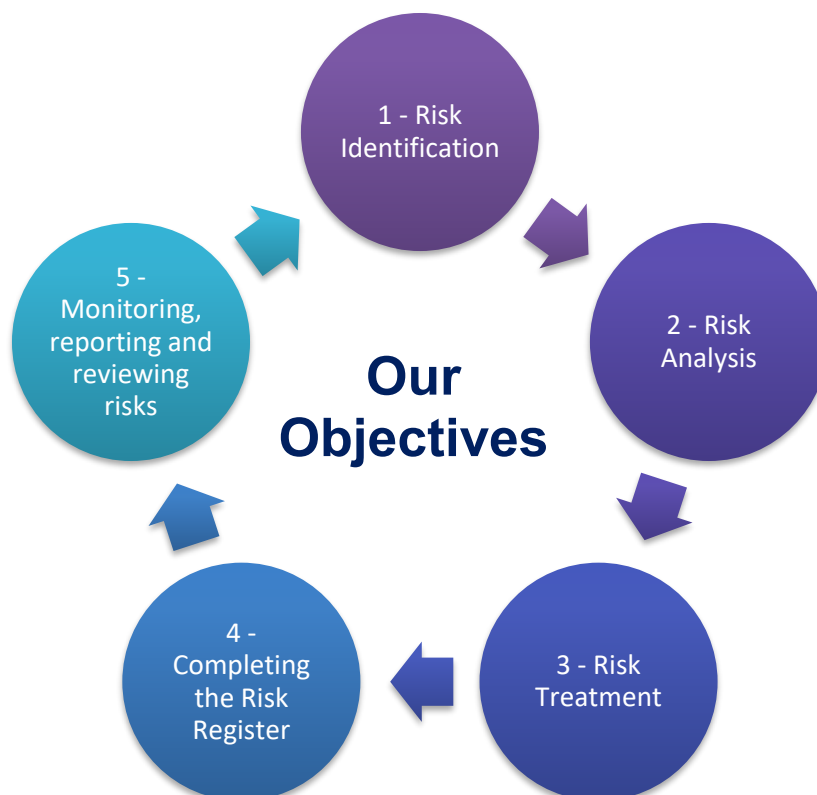 1 - Risk
Identification
2 - Risk
Analysis
3 - Risk
Treatment
4 -
Completing
the Risk
Register
5 -
Monitoring,
reporting and
reviewing
risks
Our
Objectives